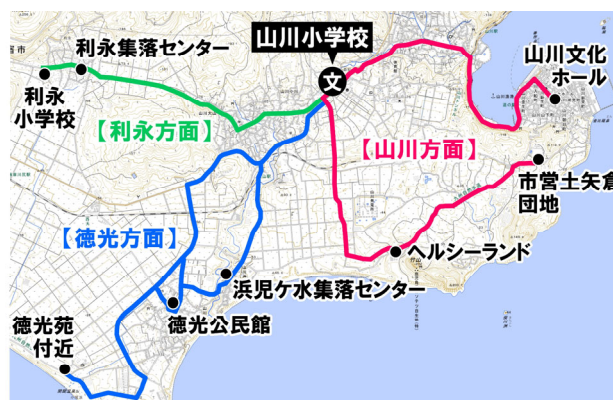 山川小学校
文
利永集落センター
山川文化
ホール
利永
小学校
【利永方面】
【山川方面】
市営土矢倉
団地
【徳光方面】
ヘルシーランド
浜児ケ水集落センター
徳光公民館
徳光苑
付近